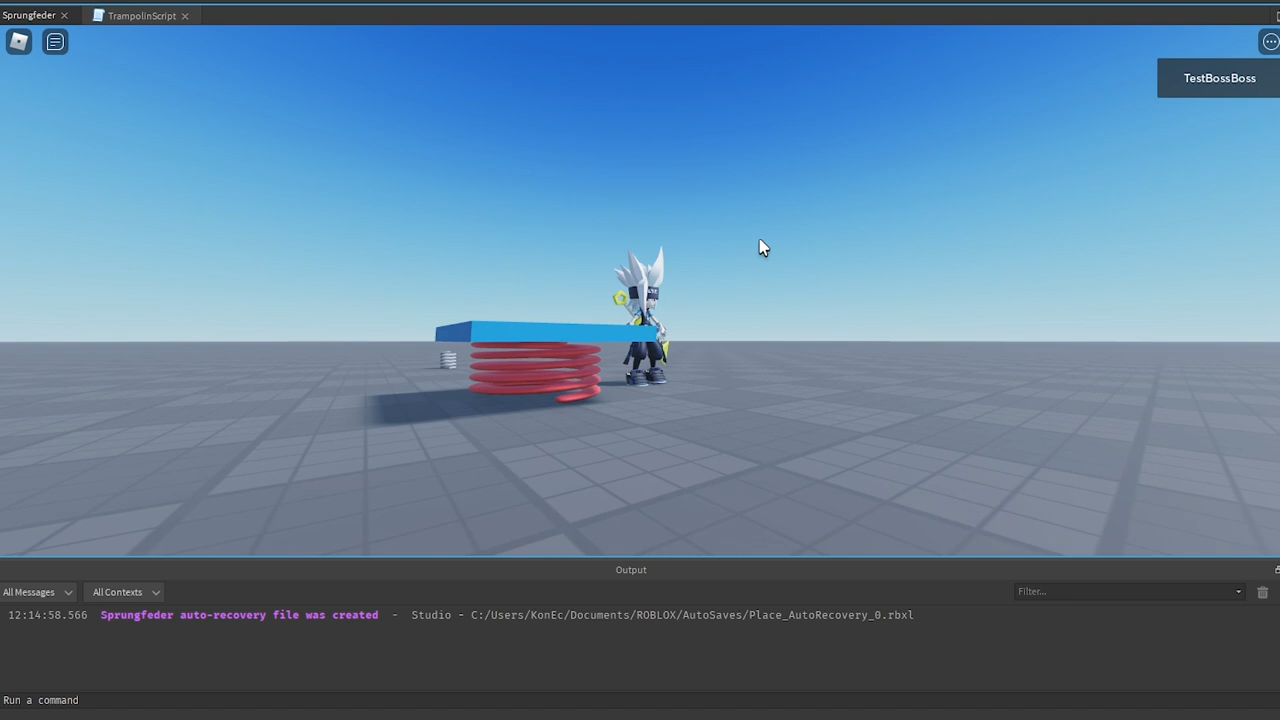 Sprungfeder
TrampolinScript
TestBossBoss
Output
All Messages
All Contexts
Filter...
12:14:58.566 Sprungfeder auto-recovery file was created - Studio - C:/Users/KonEc/Documents/ROBLOX/AutoSaves/Place_AutoRecovery_0.rbxl
Run a command